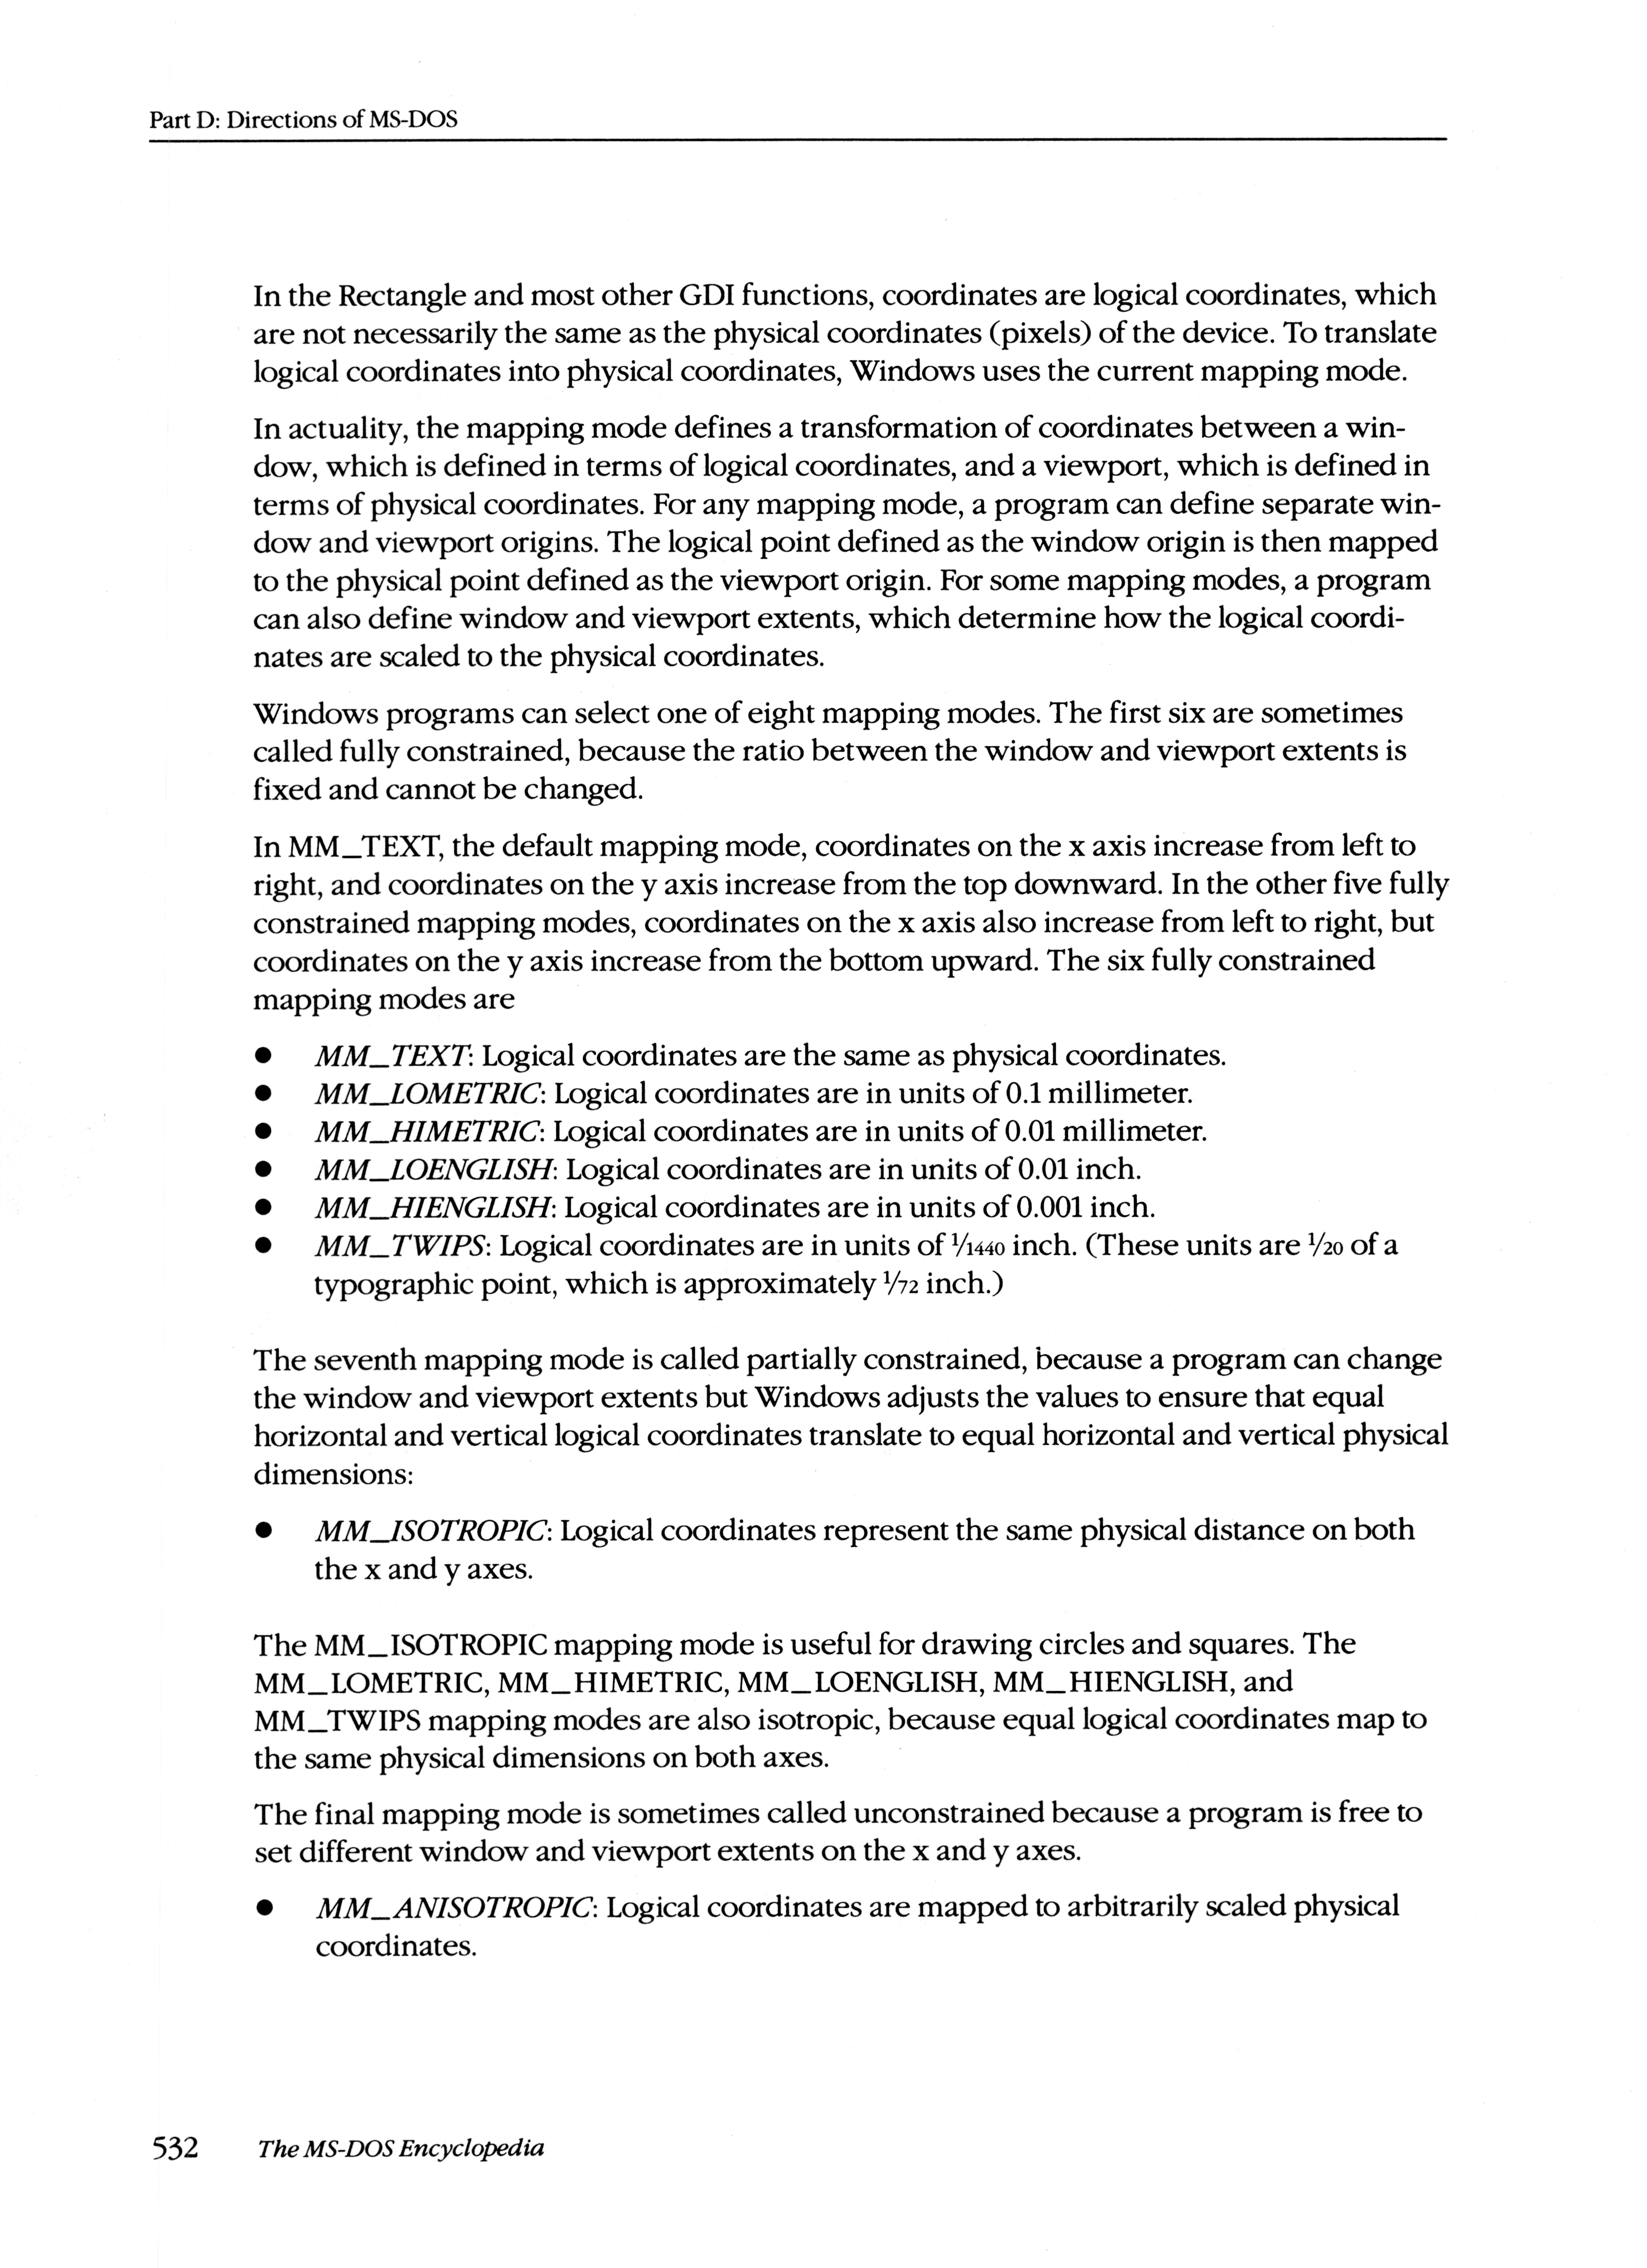 Part D: Directions of MS-DOS
In the Rectangle and most other GDI functions, coordinates are logical coordinates, which
are not necessarily the same as the physical coordinates (pixels) of the device. To translate
logical coordinates into physical coordinates, Windows uses the current mapping mode.
In actuality, the mapping mode defines a transformation of coordinates between a win-
dow, which is defined in terms of logical coordinates, and a viewport, which is defined in
terms of physical coordinates. For any mapping mode, a program can define separate win-
dow and viewport origins. The logical point defined as the window origin is then mapped
to the physical point defined as the viewport origin. For some mapping modes, a program
can also define window and viewport extents, which determine how the logical coordi-
nates are scaled to the physical coordinates.
Windows programs can select one of eight mapping modes. The first six are sometimes
called fully constrained, because the ratio between the window and viewport extents is
fixed and cannot be changed.
In MM_TEXT, the default mapping mode, coordinates on the x axis increase from left to
right, and coordinates on the y axis increase from the top downward. In the other five fully
constrained mapping modes, coordinates on the x axis also increase from left to right, but
coordinates on the y axis increase from the bottom upward. The six fully constrained
mapping modes are
● MM_TEXT: Logical coordinates are the same as physical coordinates.
● MM_LOMETRIC: Logical coordinates are in units of 0.1 millimeter.
● MM_HIMETRIC: Logical coordinates are in units of 0.01 millimeter.
● MM_LOENGLISH: Logical coordinates are in units of 0.01 inch.
● MM_HIENGLISH: Logical coordinates are in units of 0.001 inch.
● MM_TWIPS: Logical coordinates are in units of 1/1440 inch. (These units are 1/20 of a
typographic point, which is approximately 1/72 inch.)
The seventh mapping mode is called partially constrained, because a program can change
the window and viewport extents but Windows adjusts the values to ensure that equal
horizontal and vertical logical coordinates translate to equal horizontal and vertical physical
dimensions:
● MM_ISOTROPIC: Logical coordinates represent the same physical distance on both
the x and y axes.
The MM_ISOTROPIC mapping mode is useful for drawing circles and squares. The
MM_LOMETRIC, MM_HIMETRIC, MM_LOENGLISH, MM_HIENGLISH, and
MM_TWIPS mapping modes are also isotropic, because equal logical coordinates map to
the same physical dimensions on both axes.
The final mapping mode is sometimes called unconstrained because a program is free to
set different window and viewport extents on the x and y axes.
● MM_ANISOTROPIC: Logical coordinates are mapped to arbitrarily scaled physical
coordinates.
532 The MS-DOS Encyclopedia